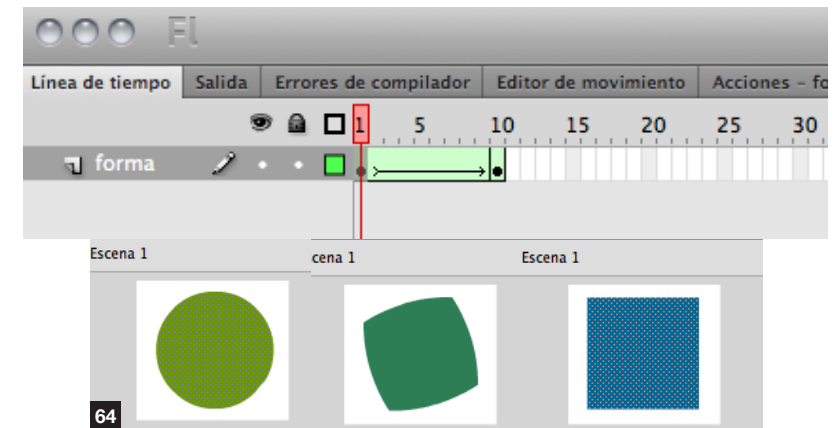 Fl
Línea de tiempo Salida Errores de compilador Editor de movimiento Acciones – fo
1 5 10 15 20 25 30
forma
Escena 1 cena 1 Escena 1
64